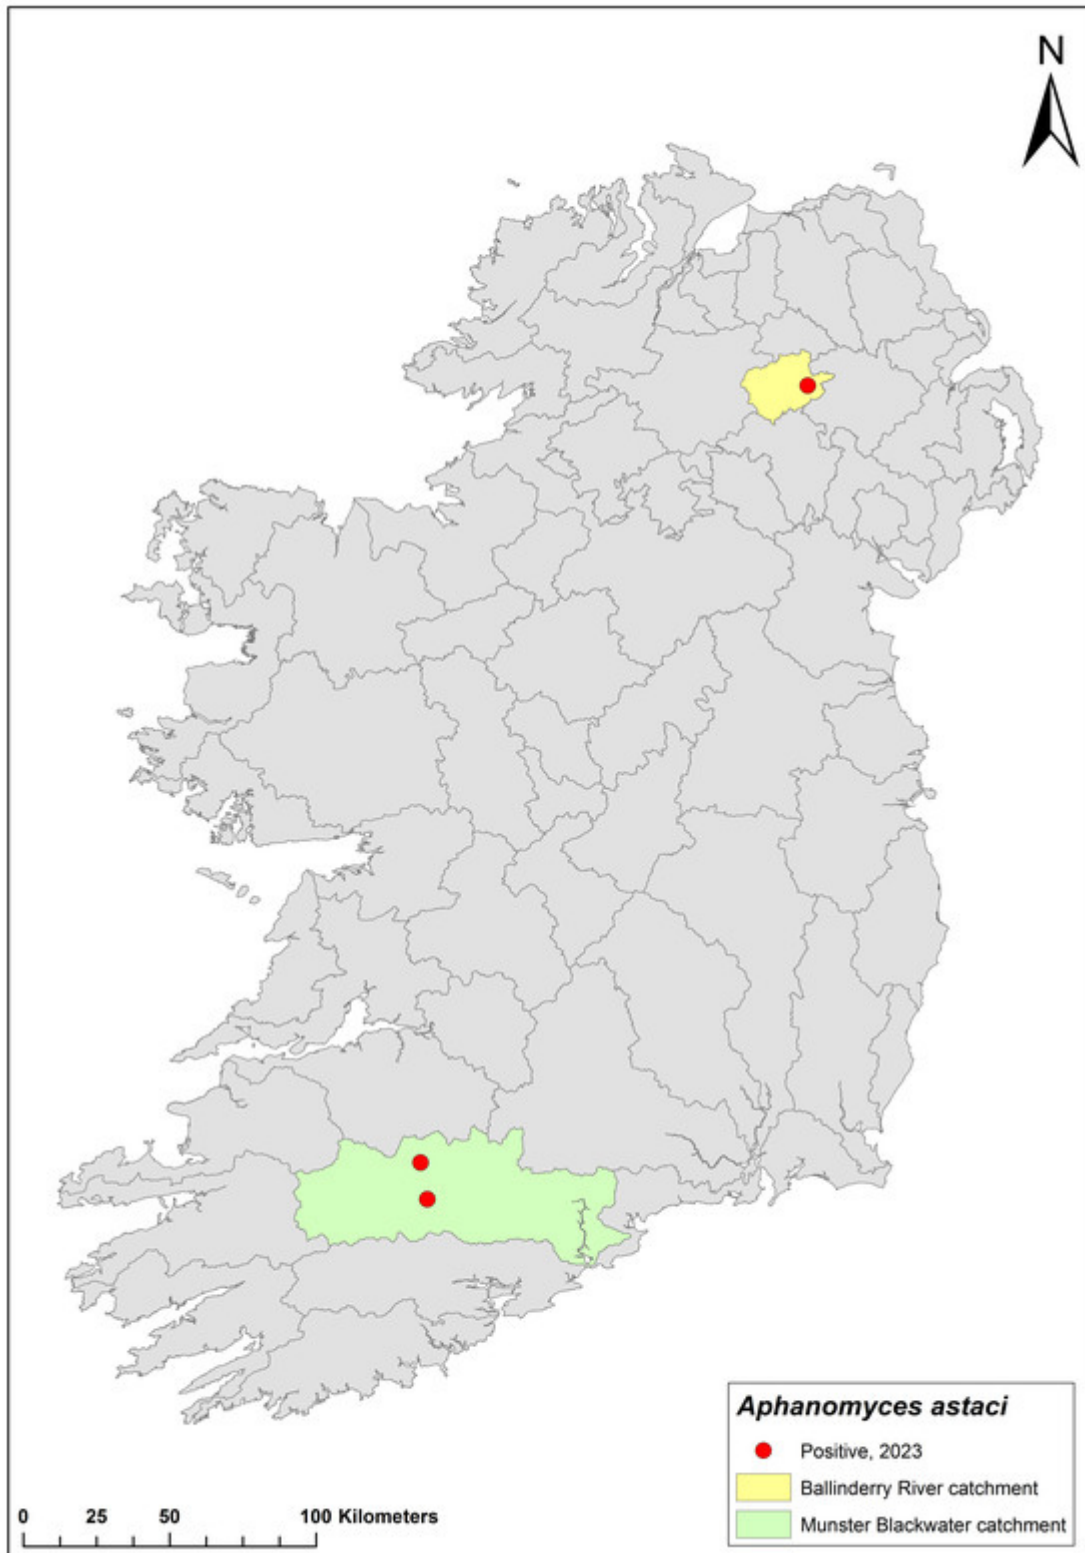 N
Aphanomyces astaci
Positive, 2023
Ballinderry River catchment
Munster Blackwater catchment
0 25 50 100 Kilometers